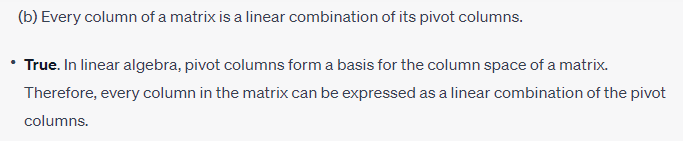 (b) Every column of a matrix is a linear combination of its pivot columns.
• True. In linear algebra, pivot columns form a basis for the column space of a matrix.
Therefore, every column in the matrix can be expressed as a linear combination of the pivot
columns.